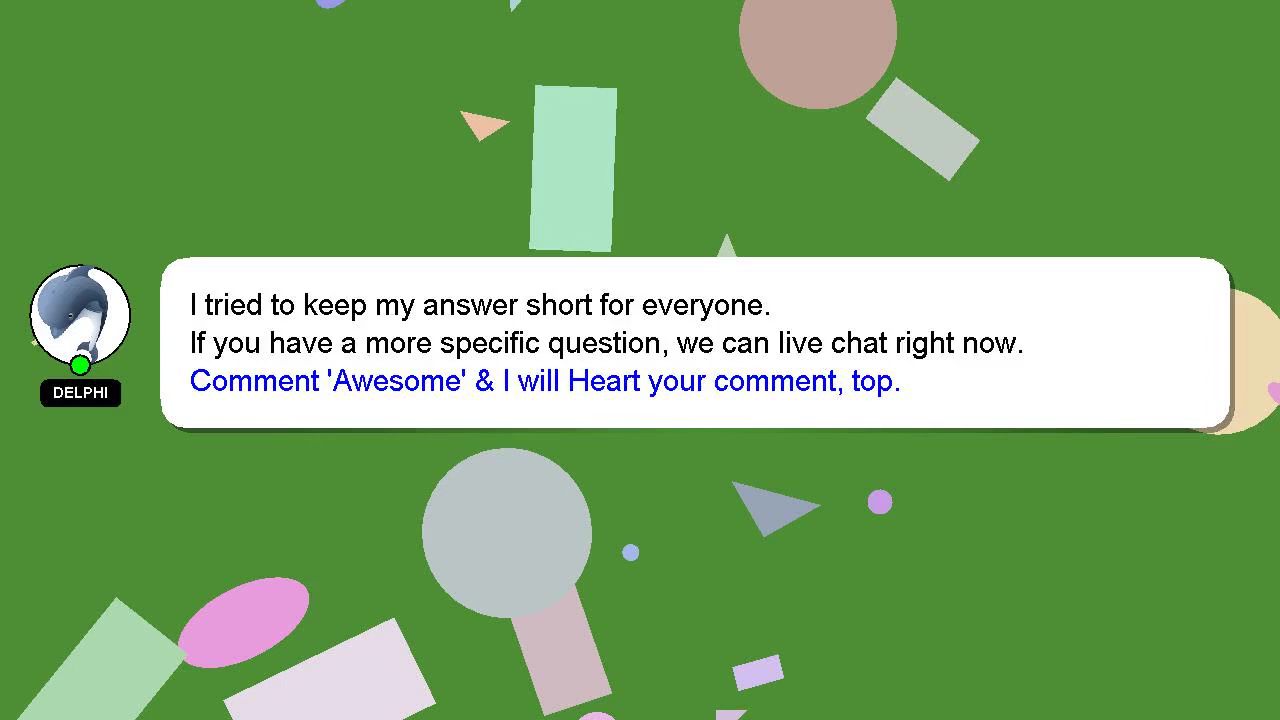 I tried to keep my answer short for everyone.
If you have a more specific question, we can live chat right now.
Comment 'Awesome' & I will Heart your comment, top.
DELPHI